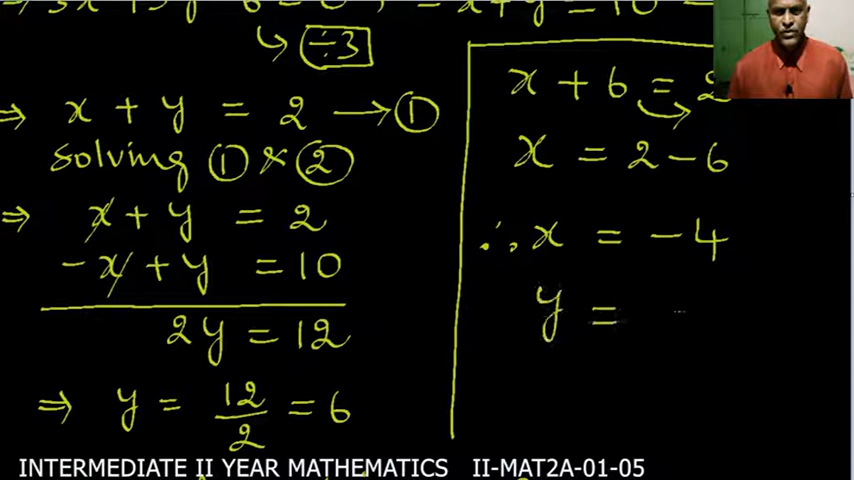 ÷3
⇒ x + y = 2 → ①
Solving ① & ②
⇒ x + y = 2
-x + y = 10
2y = 12
⇒ y = 12/2 = 6
x + 6 = 2
x = 2 - 6
∴ x = -4
y =
INTERMEDIATE II YEAR MATHEMATICS II-MAT2A-01-05